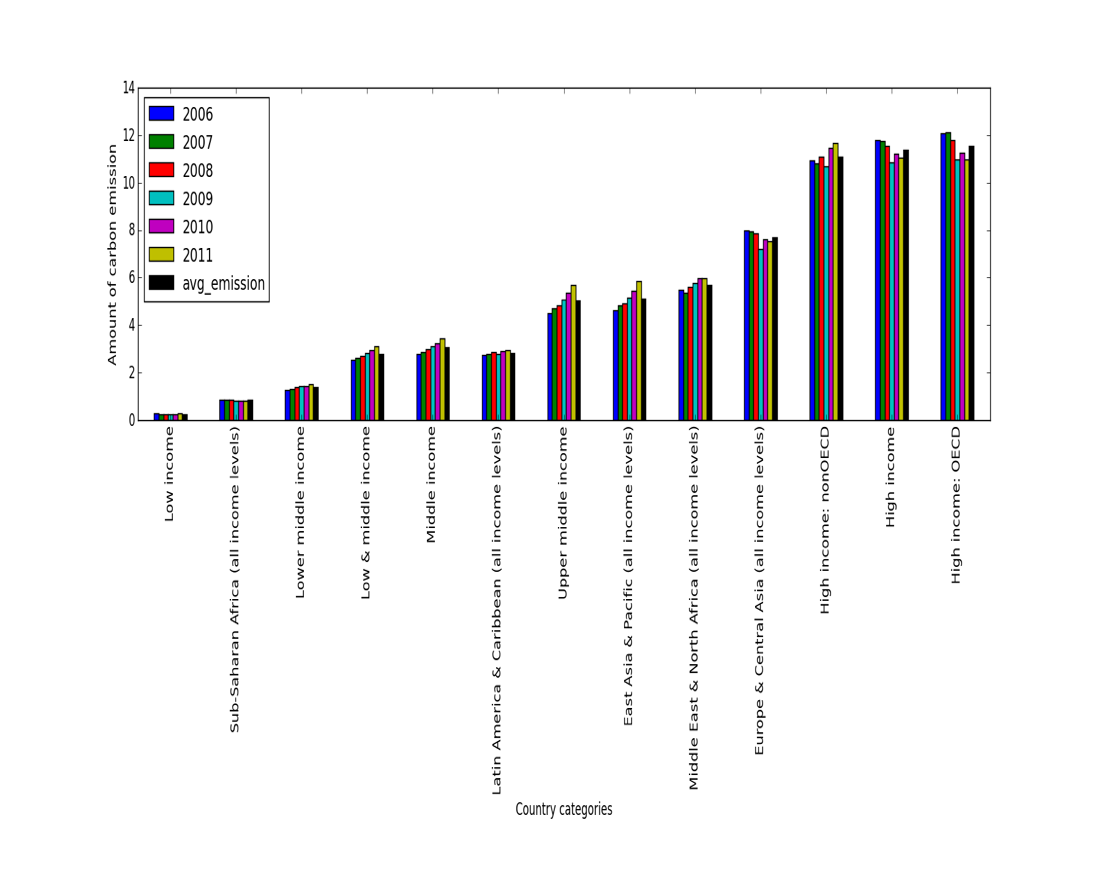 14
12
10
8
6
4
2
0
Amount of carbon emission
2006
2007
2008
2009
2010
2011
avg_emission
Low income
Sub-Saharan Africa (all income levels)
Lower middle income
Low & middle income
Middle income
Latin America & Caribbean (all income levels)
Upper middle income
East Asia & Pacific (all income levels)
Middle East & North Africa (all income levels)
Europe & Central Asia (all income levels)
High income: nonOECD
High income
High income: OECD
Country categories